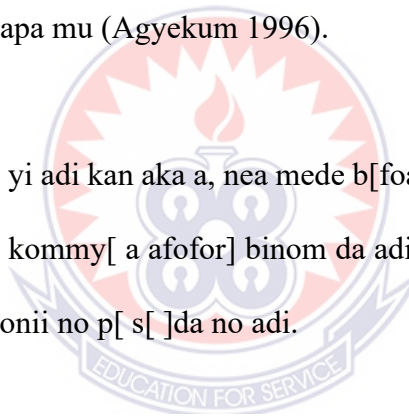 apa mu (Agyekum 1996).
yi adi kan aka a, nea mede b[foa
kommy[ a afofor] binom da adi
onii no p[ s[ ]da no adi.
EDUCATION FOR SERVICE